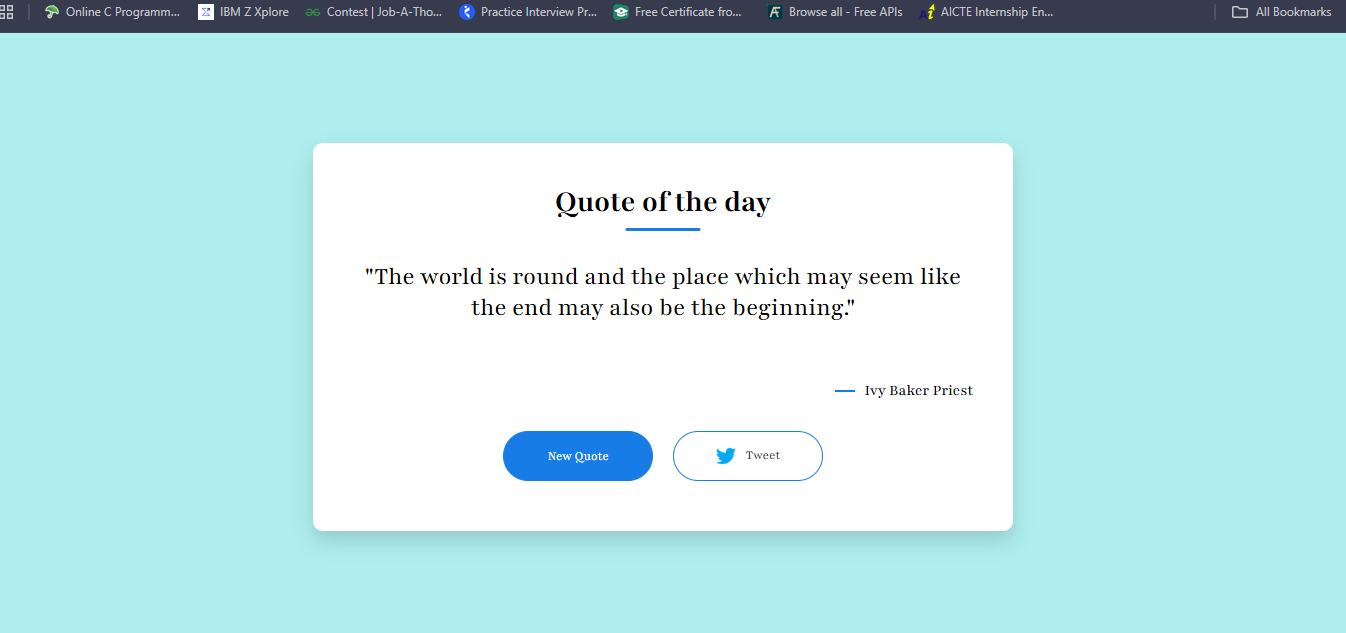 Online C Programm... IBM Z Xplore Contest | Job-A-Tho... Practice Interview Pr... Free Certificate fro... Browse all - Free APIs AICTE Internship En... All Bookmarks
Quote of the day
"The world is round and the place which may seem like
the end may also be the beginning."
Ivy Baker Priest
New Quote Tweet